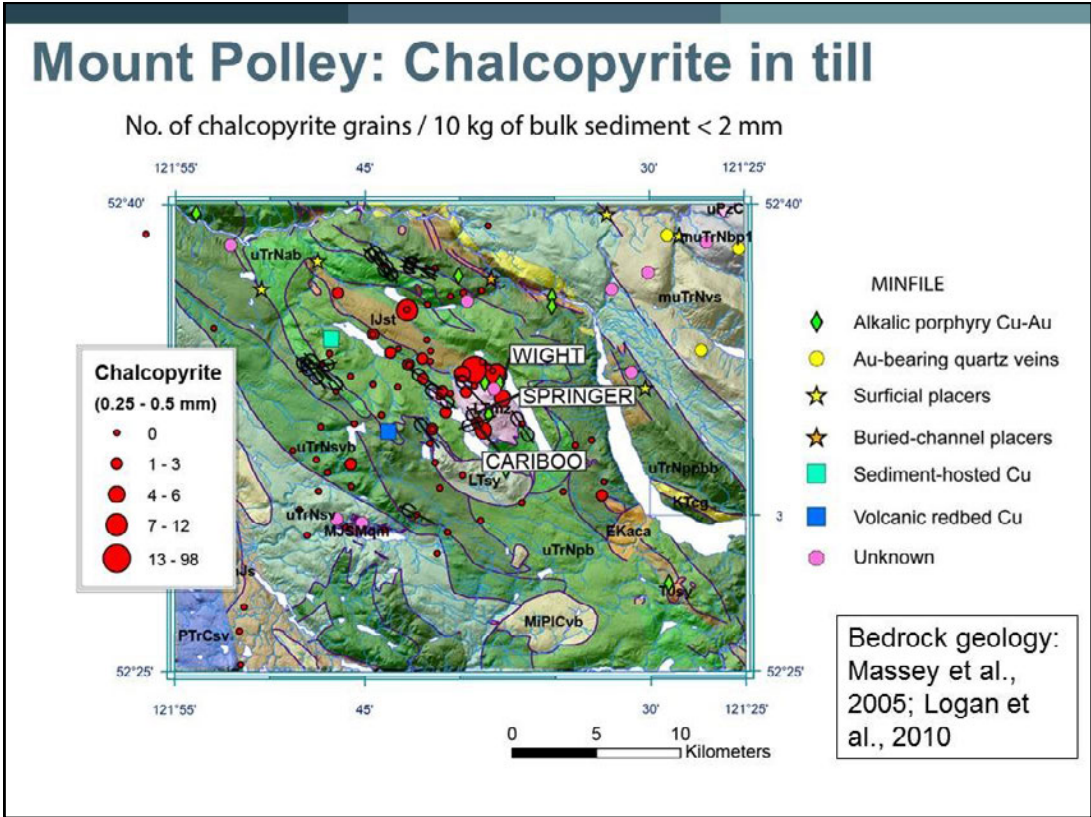 Mount Polley: Chalcopyrite in till
No. of chalcopyrite grains / 10 kg of bulk sediment < 2 mm
121°55'
45'
30'
121°25'
52°40'
52°40'
uPzC
muTrNbp1
uTrNab
muTrNvs
lJst
WIGHT
SPRINGER
CARIBOO
uTrNsvb
LTsy
uTrNppbb
KTcg
uTrNsv
MJSMqm
EKaca
uTrNpb
TJsy
MiPlCvb
PTrCsv
3
52°25'
52°25'
121°55'
45'
30'
121°25'
Chalcopyrite
(0.25 - 0.5 mm)
0
1 - 3
4 - 6
7 - 12
13 - 98
MINFILE
Alkalic porphyry Cu-Au
Au-bearing quartz veins
Surficial placers
Buried-channel placers
Sediment-hosted Cu
Volcanic redbed Cu
Unknown
0 5 10
Kilometers
Bedrock geology:
Massey et al.,
2005; Logan et
al., 2010